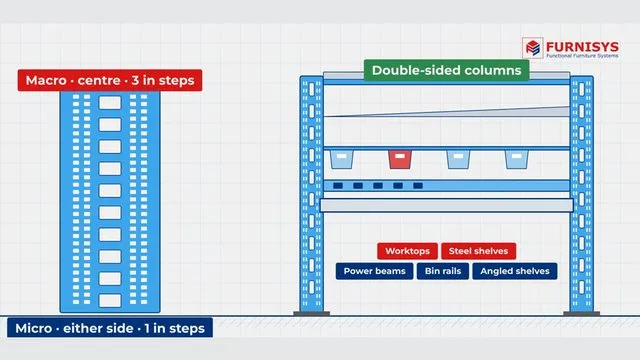 FURNISYS
Functional Furniture Systems
Macro · centre · 3 in steps
Double-sided columns
Worktops
Steel shelves
Power beams
Bin rails
Angled shelves
Micro · either side · 1 in steps